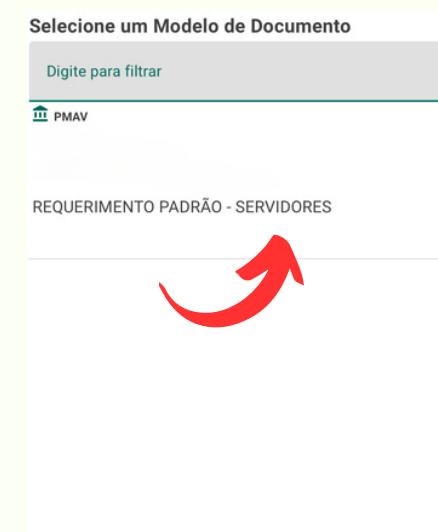 Selecione um Modelo de Documento
Digite para filtrar
PMAV
REQUERIMENTO PADRÃO - SERVIDORES